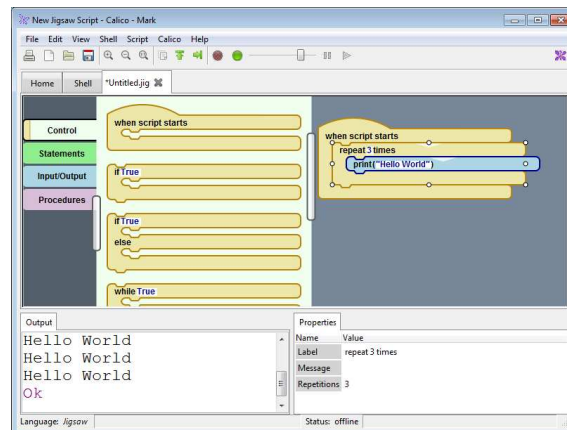 New Jigsaw Script - Calico - Mark
File Edit View Shell Script Calico Help
Home Shell *Untitled.jig
Control
Statements
Input/Output
Procedures
when script starts
if True
if True
else
while True
when script starts
repeat 3 times
print("Hello World")
Output
Hello World
Hello World
Hello World
Ok
Properties
Name Value
Label repeat 3 times
Message
Repetitions 3
Language: Jigsaw
Status: offline